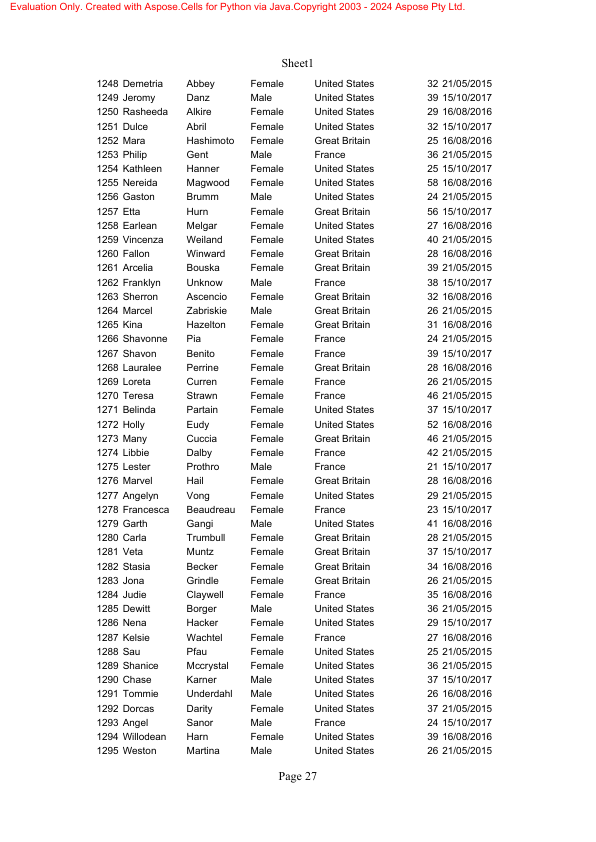 Evaluation Only. Created with Aspose.Cells for Python via Java.Copyright 2003 - 2024 Aspose Pty Ltd.
Sheet1
1248 Demetria Abbey Female United States 32 21/05/2015
1249 Jeromy Danz Male United States 39 15/10/2017
1250 Rasheeda Alkire Female United States 29 16/08/2016
1251 Dulce Abril Female United States 32 15/10/2017
1252 Mara Hashimoto Female Great Britain 25 16/08/2016
1253 Philip Gent Male France 36 21/05/2015
1254 Kathleen Hanner Female United States 25 15/10/2017
1255 Nereida Magwood Female United States 58 16/08/2016
1256 Gaston Brumm Male United States 24 21/05/2015
1257 Etta Hurn Female Great Britain 56 15/10/2017
1258 Earlean Melgar Female United States 27 16/08/2016
1259 Vincenza Weiland Female United States 40 21/05/2015
1260 Fallon Winward Female Great Britain 28 16/08/2016
1261 Arcelia Bouska Female Great Britain 39 21/05/2015
1262 Franklyn Unknow Male France 38 15/10/2017
1263 Sherron Ascencio Female Great Britain 32 16/08/2016
1264 Marcel Zabriskie Male Great Britain 26 21/05/2015
1265 Kina Hazelton Female Great Britain 31 16/08/2016
1266 Shavonne Pia Female France 24 21/05/2015
1267 Shavon Benito Female France 39 15/10/2017
1268 Lauralee Perrine Female Great Britain 28 16/08/2016
1269 Loreta Curren Female France 26 21/05/2015
1270 Teresa Strawn Female France 46 21/05/2015
1271 Belinda Partain Female United States 37 15/10/2017
1272 Holly Eudy Female United States 52 16/08/2016
1273 Many Cuccia Female Great Britain 46 21/05/2015
1274 Libbie Dalby Female France 42 21/05/2015
1275 Lester Prothro Male France 21 15/10/2017
1276 Marvel Hail Female Great Britain 28 16/08/2016
1277 Angelyn Vong Female United States 29 21/05/2015
1278 Francesca Beaudreau Female France 23 15/10/2017
1279 Garth Gangi Male United States 41 16/08/2016
1280 Carla Trumbull Female Great Britain 28 21/05/2015
1281 Veta Muntz Female Great Britain 37 15/10/2017
1282 Stasia Becker Female Great Britain 34 16/08/2016
1283 Jona Grindle Female Great Britain 26 21/05/2015
1284 Judie Claywell Female France 35 16/08/2016
1285 Dewitt Borger Male United States 36 21/05/2015
1286 Nena Hacker Female United States 29 15/10/2017
1287 Kelsie Wachtel Female France 27 16/08/2016
1288 Sau Pfau Female United States 25 21/05/2015
1289 Shanice Mccrystal Female United States 36 21/05/2015
1290 Chase Karner Male United States 37 15/10/2017
1291 Tommie Underdahl Male United States 26 16/08/2016
1292 Dorcas Darity Female United States 37 21/05/2015
1293 Angel Sanor Male France 24 15/10/2017
1294 Willodean Harn Female United States 39 16/08/2016
1295 Weston Martina Male United States 26 21/05/2015
Page 27